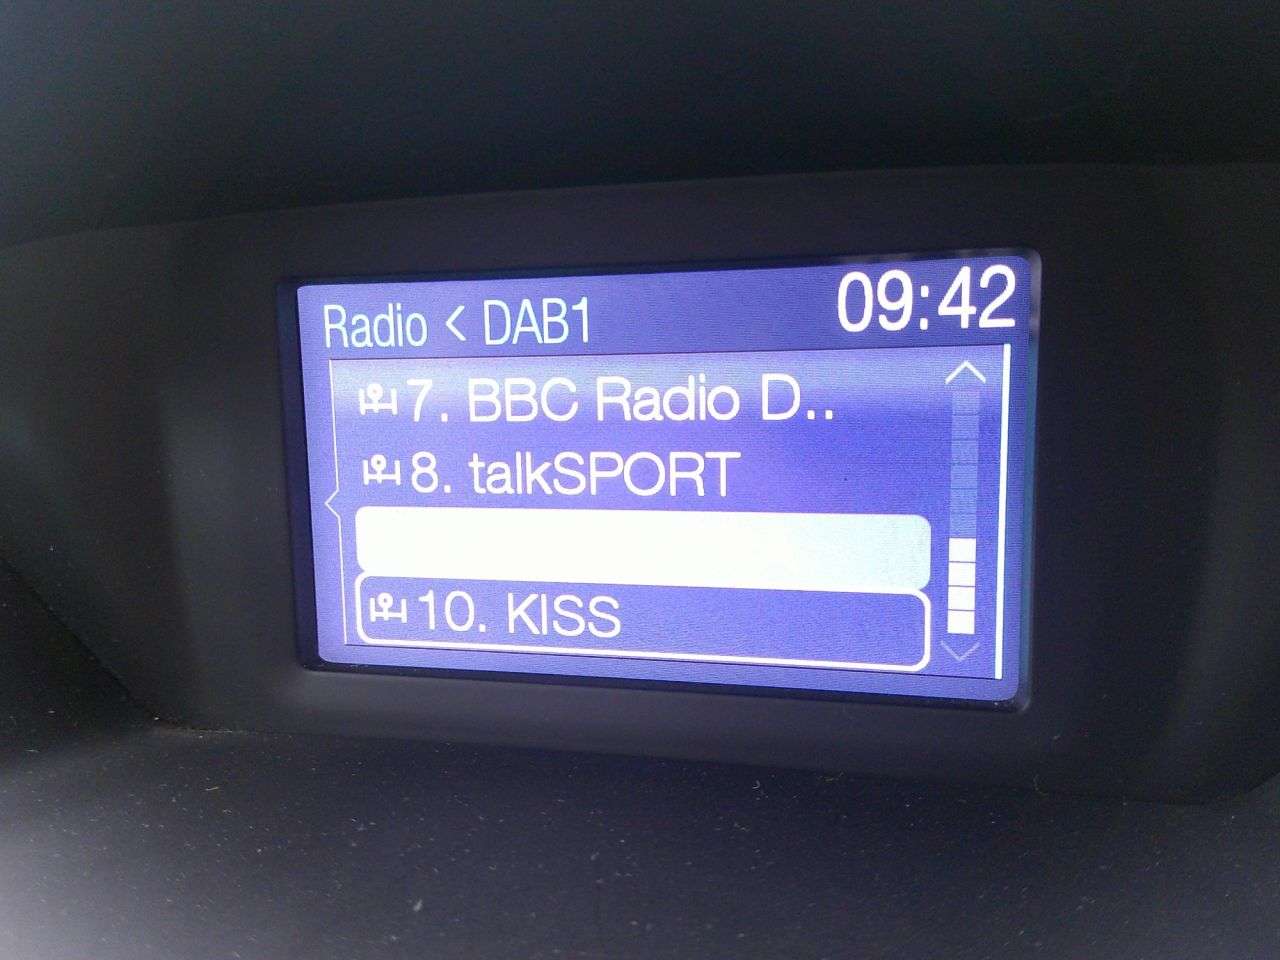 Radio < DAB1
09:42
7. BBC Radio D..
8. talkSPORT
10. KISS